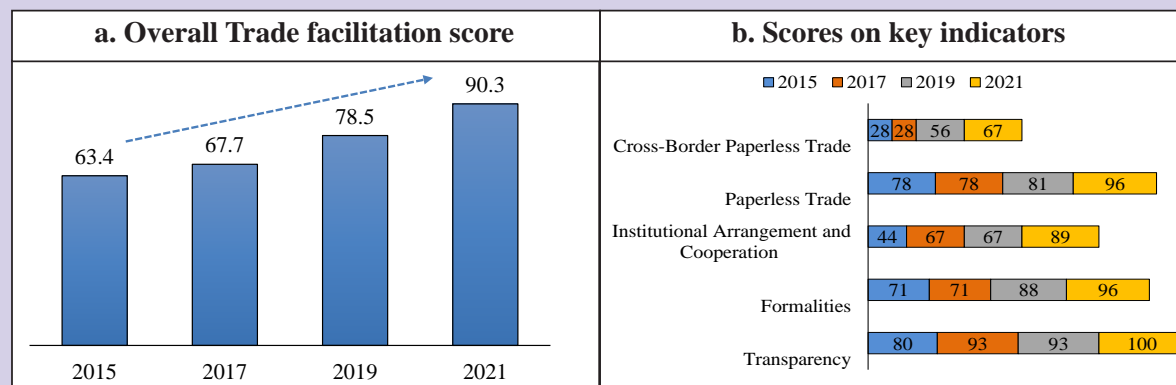 a. Overall Trade facilitation score
63.4
67.7
78.5
90.3
2015 2017 2019 2021
b. Scores on key indicators
2015 2017 2019 2021
Cross-Border Paperless Trade
28 28 56 67
Paperless Trade
78 78 81 96
Institutional Arrangement and
Cooperation
44 67 67 89
Formalities
71 71 88 96
Transparency
80 93 93 100